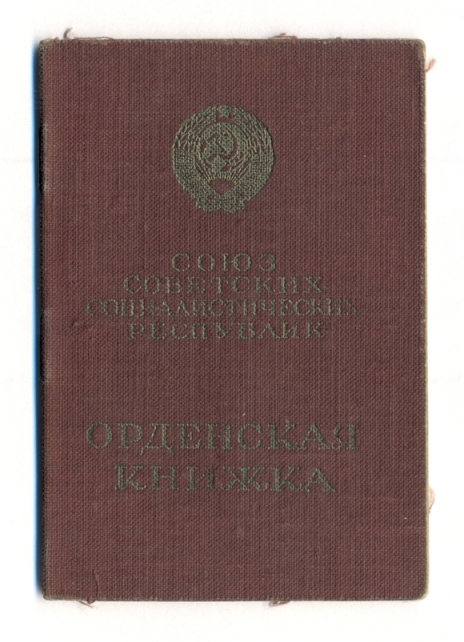 СОЮЗ
СОВЕТСКИХ
СОЦИАЛИСТИЧЕСКИХ
РЕСПУБЛИК
ОРДЕНСКАЯ
КНИЖКА